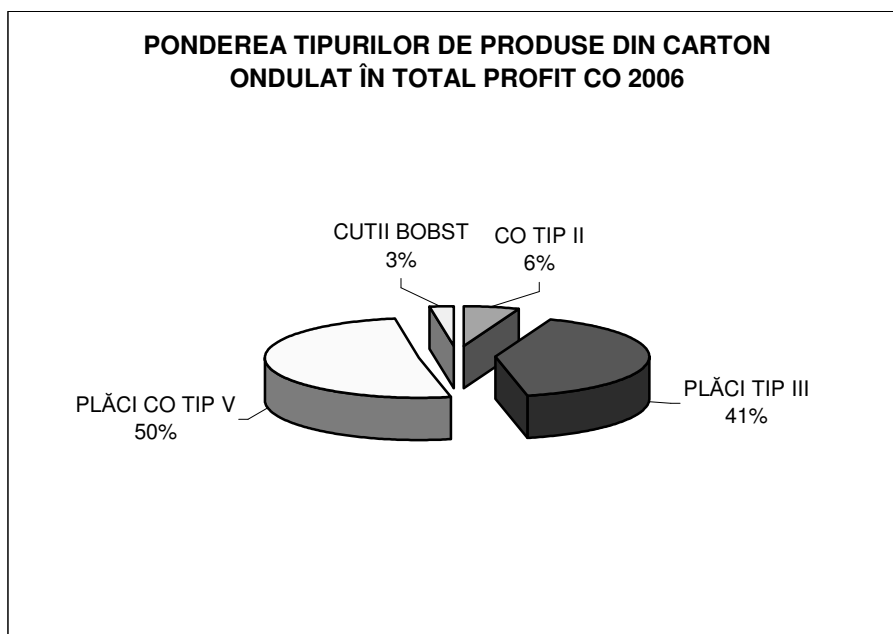 PONDEREA TIPURILOR DE PRODUSE DIN CARTON
ONDULAT ÎN TOTAL PROFIT CO 2006
CUTII BOBST
3%
CO TIP II
6%
PLĂCI TIP III
41%
PLĂCI CO TIP V
50%